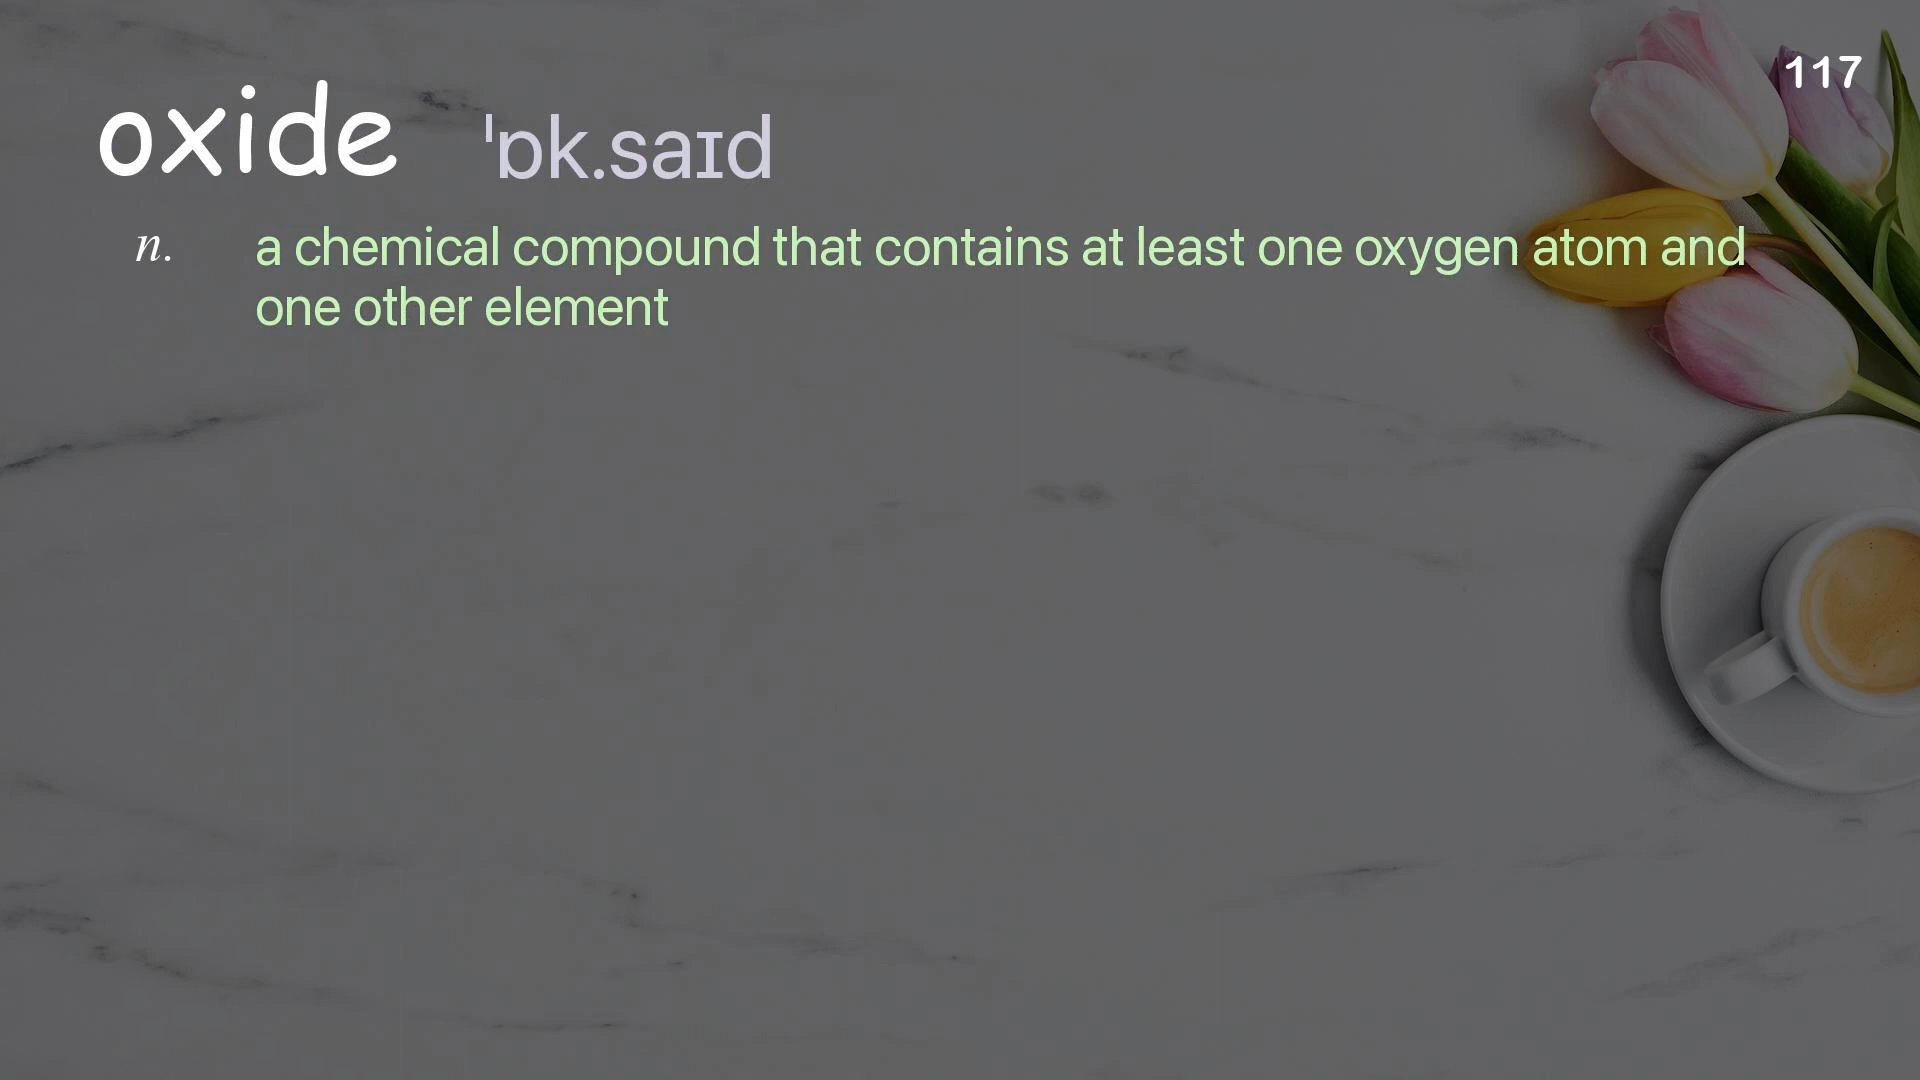 117
oxide ˈɒk.saɪd
n. a chemical compound that contains at least one oxygen atom and
one other element